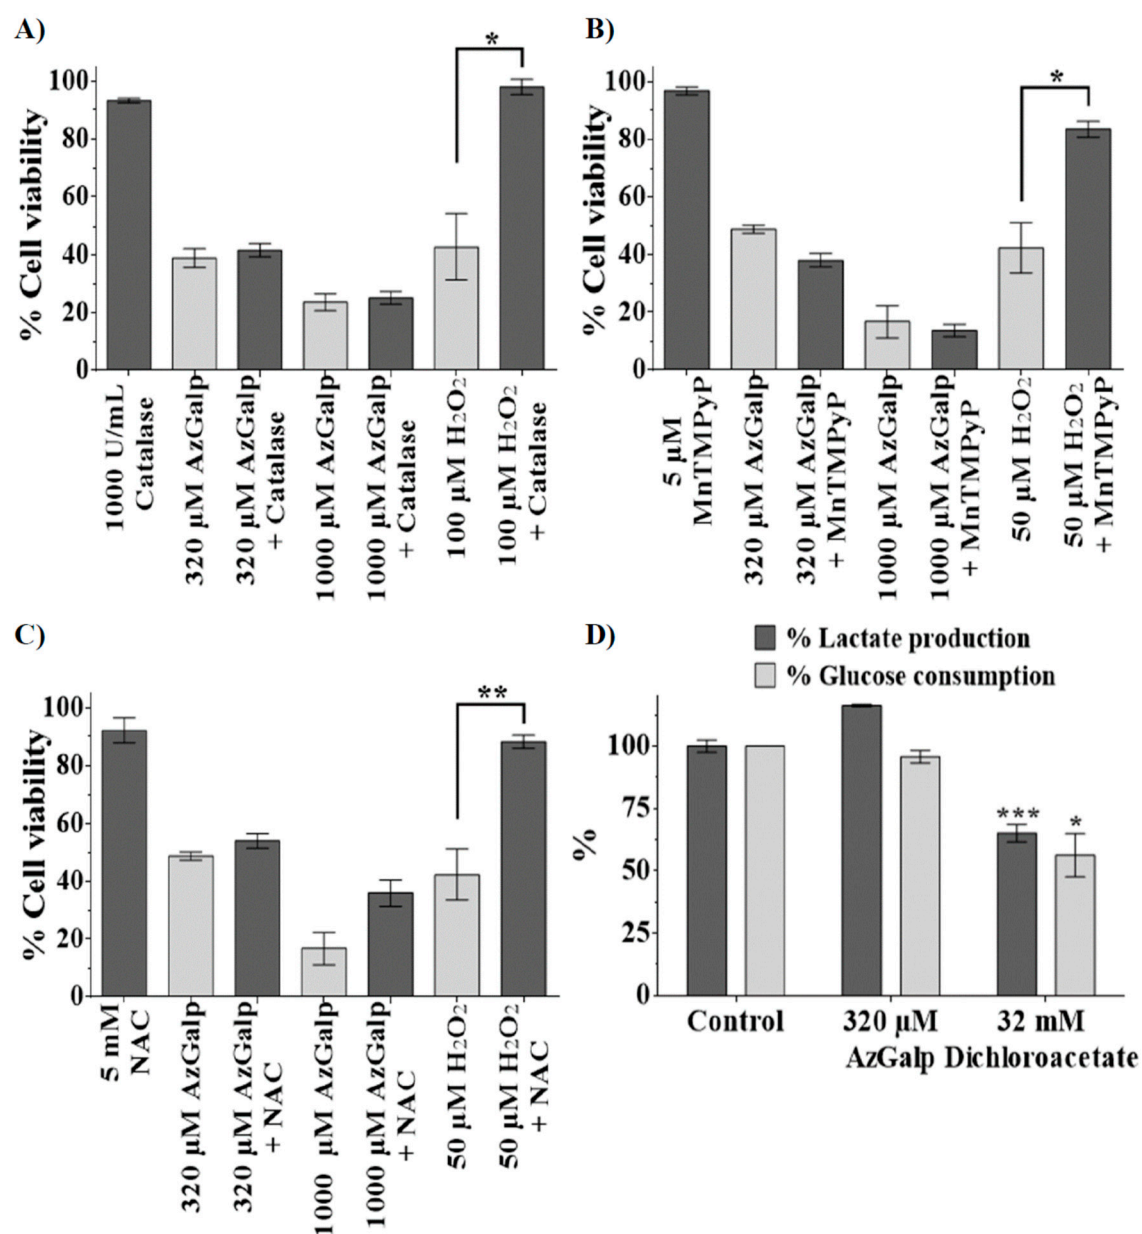 A)
% Cell viability
*
100
80
60
40
20
0
1000 U/mL
Catalase
320 µM AzGalp
320 µM AzGalp
+ Catalase
1000 µM AzGalp
1000 µM AzGalp
+ Catalase
100 µM H₂O₂
100 µM H₂O₂
+ Catalase
B)
% Cell viability
*
100
80
60
40
20
0
5 µM
MnTMPyP
320 µM AzGalp
320 µM AzGalp
+ MnTMPyP
1000 µM AzGalp
1000 µM AzGalp
+ MnTMPyP
50 µM H₂O₂
50 µM H₂O₂
+ MnTMPyP
C)
% Cell viability
**
100
80
60
40
20
0
5 mM
NAC
320 µM AzGalp
320 µM AzGalp
+ NAC
1000 µM AzGalp
1000 µM AzGalp
+ NAC
50 µM H₂O₂
50 µM H₂O₂
+ NAC
D)
% Lactate production
% Glucose consumption
%
100
75
50
25
0
***
*
Control
320 µM
AzGalp
32 mM
Dichloroacetate